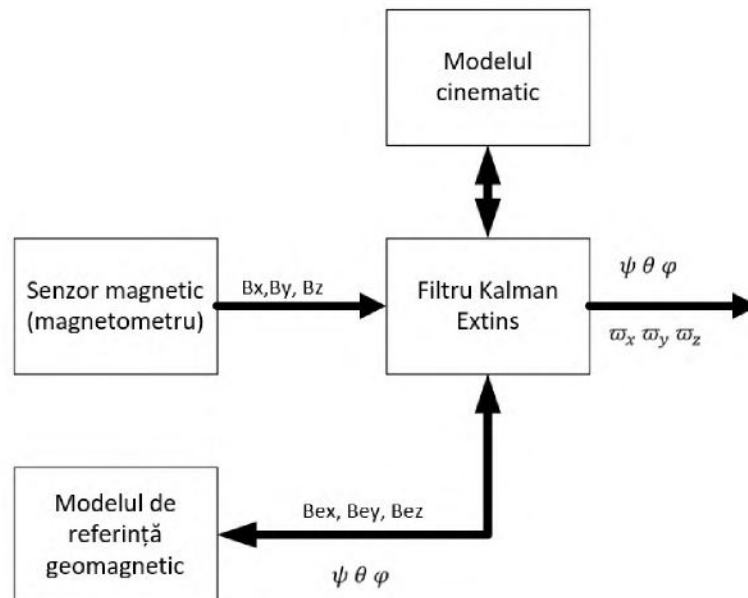 Modelul
cinematic
Senzor magnetic
(magnetometru)
Bx,By, Bz
Filtru Kalman
Extins
ψ θ φ
ϖx ϖy ϖz
Modelul de
referință
geomagnetic
Bex, Bey, Bez
ψ θ φ